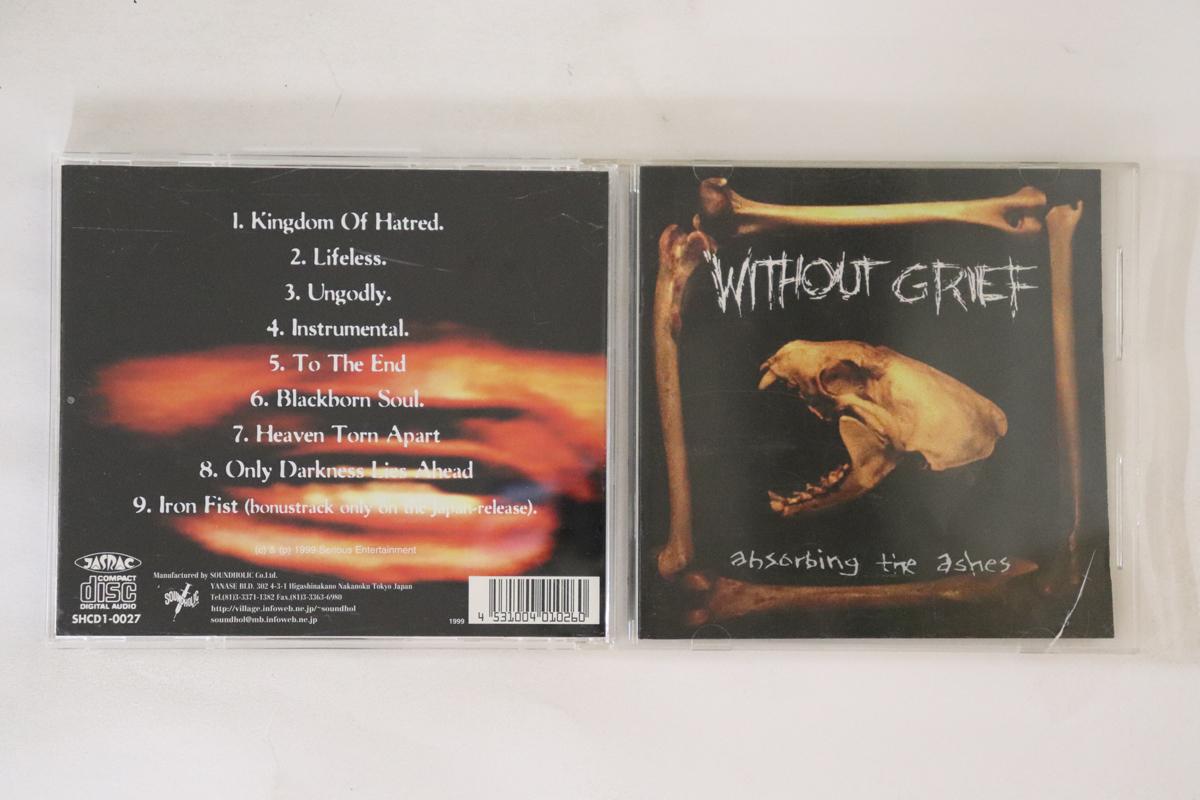 1. Kingdom Of Hatred.
2. Lifeless.
3. Ungodly.
4. Instrumental.
5. To The End
6. Blackborn Soul.
7. Heaven Torn Apart
8. Only Darkness Lies Ahead
9. Iron Fist (bonustrack only on the Japan-release).
(c) & (p) 1999 Serious Entertainment
JASRAC
COMPACT
disc
DIGITAL AUDIO
SHCD1-0027
SOUND HOLIC
Manufactured by SOUNDHOLIC Co.Ltd.
YANASE BLD. 302 4-3-1 Higashinakano Nakanoku Tokyo Japan
Tel.(81)3-3371-1382 Fax.(81)3-3363-6980
http://village.infoweb.ne.jp/~soundhol
soundhol@mb.infoweb.ne.jp
1999
4 531004 010260
WITHOUT GRIEF
absorbing the ashes